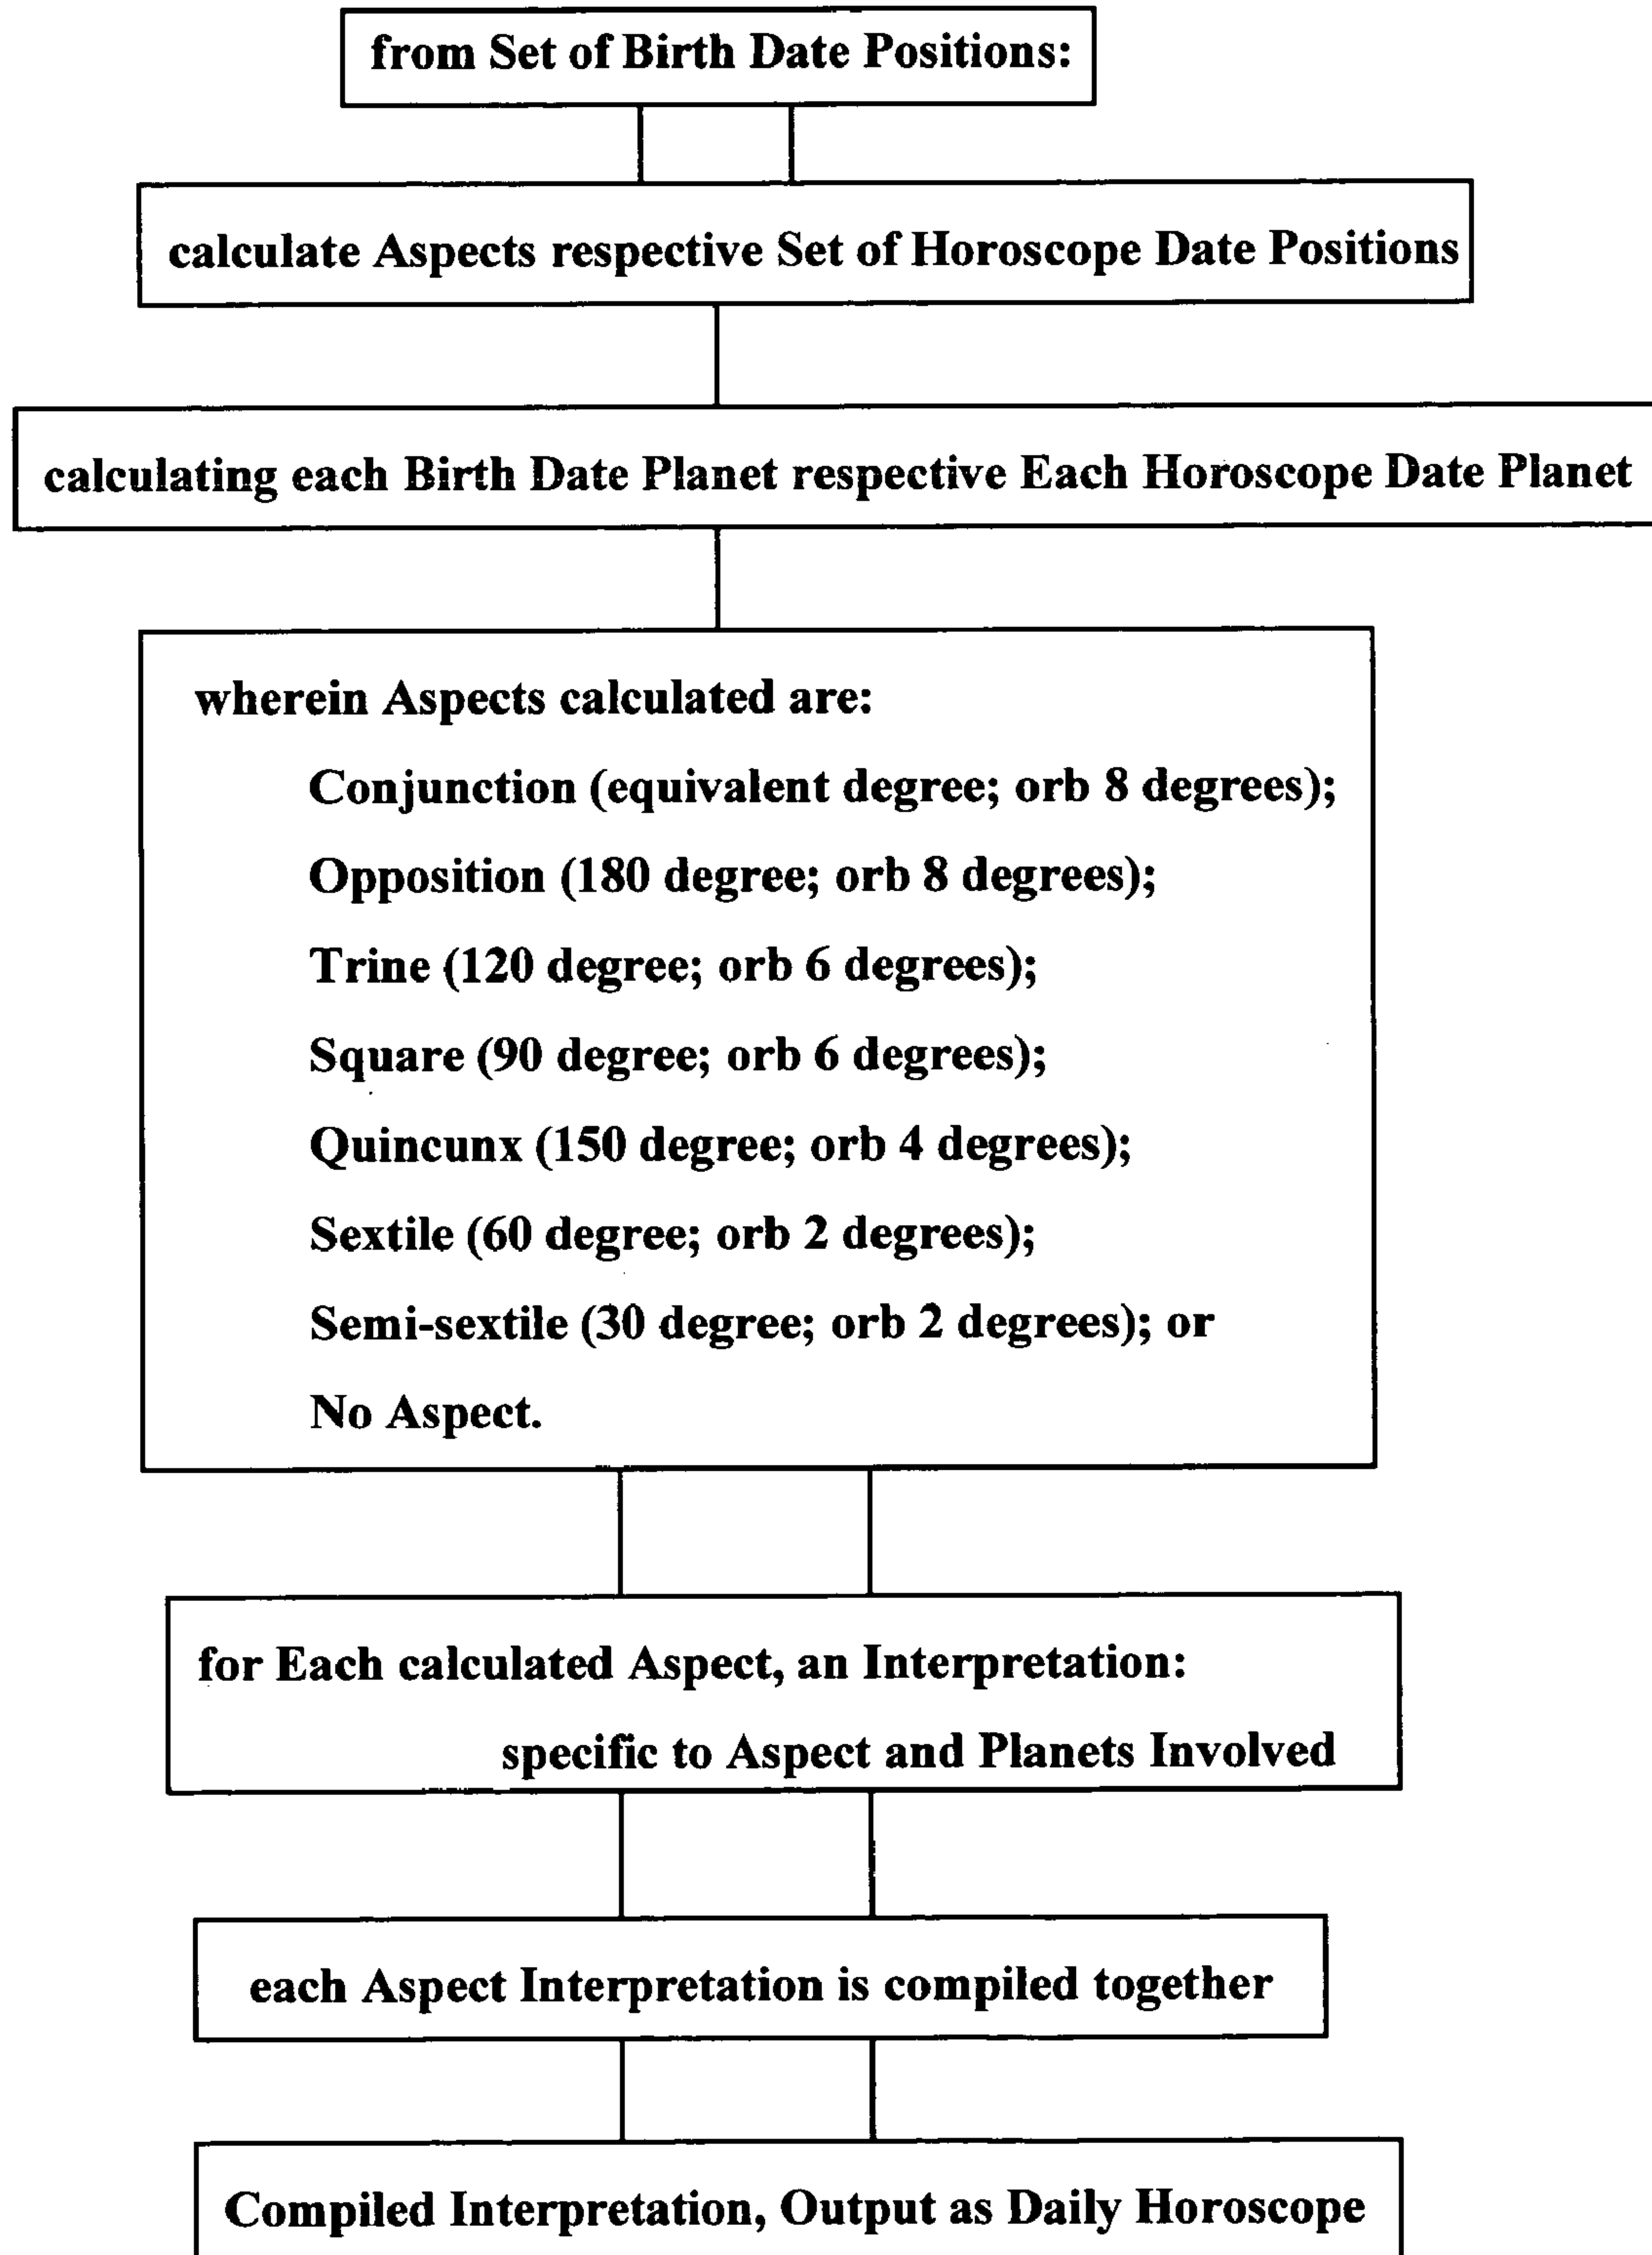 from Set of Birth Date Positions:
calculate Aspects respective Set of Horoscope Date Positions
calculating each Birth Date Planet respective Each Horoscope Date Planet
wherein Aspects calculated are:
Conjunction (equivalent degree; orb 8 degrees);
Opposition (180 degree; orb 8 degrees);
Trine (120 degree; orb 6 degrees);
Square (90 degree; orb 6 degrees);
Quincunx (150 degree; orb 4 degrees);
Sextile (60 degree; orb 2 degrees);
Semi-sextile (30 degree; orb 2 degrees); or
No Aspect.
for Each calculated Aspect, an Interpretation:
specific to Aspect and Planets Involved
each Aspect Interpretation is compiled together
Compiled Interpretation, Output as Daily Horoscope